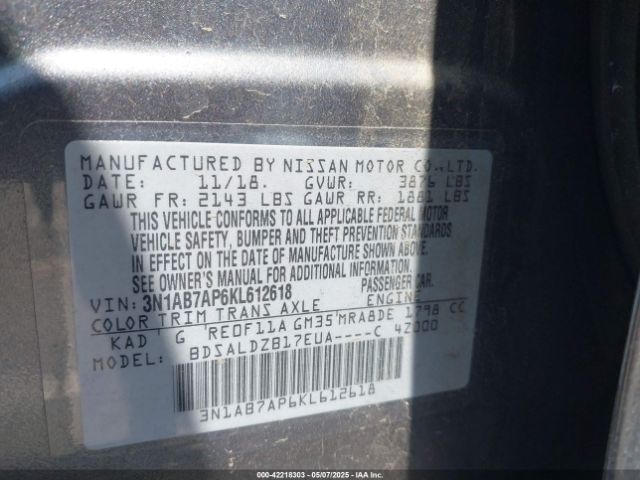 MANUFACTURED BY NISSAN MOTOR CO.,LTD.
DATE: 11/18. GVWR: 3876 LBS
GAWR FR: 2143 LBS GAWR RR: 1881 LBS
THIS VEHICLE CONFORMS TO ALL APPLICABLE FEDERAL MOTOR
VEHICLE SAFETY, BUMPER AND THEFT PREVENTION STANDARDS
IN EFFECT ON THE DATE OF MANUFACTURE SHOWN ABOVE.
SEE OWNER'S MANUAL FOR ADDITIONAL INFORMATION.
VIN: 3N1AB7AP6KL612618 PASSENGER CAR
COLOR TRIM TRANS AXLE ENGINE
KAD G RE0F11A GM35 MRA8DE 1798 CC
MODEL: BDSALDZB17EUA----C 4Z000
3N1AB7AP6KL612618
000-42218303 - 05/07/2025 - IAA Inc.